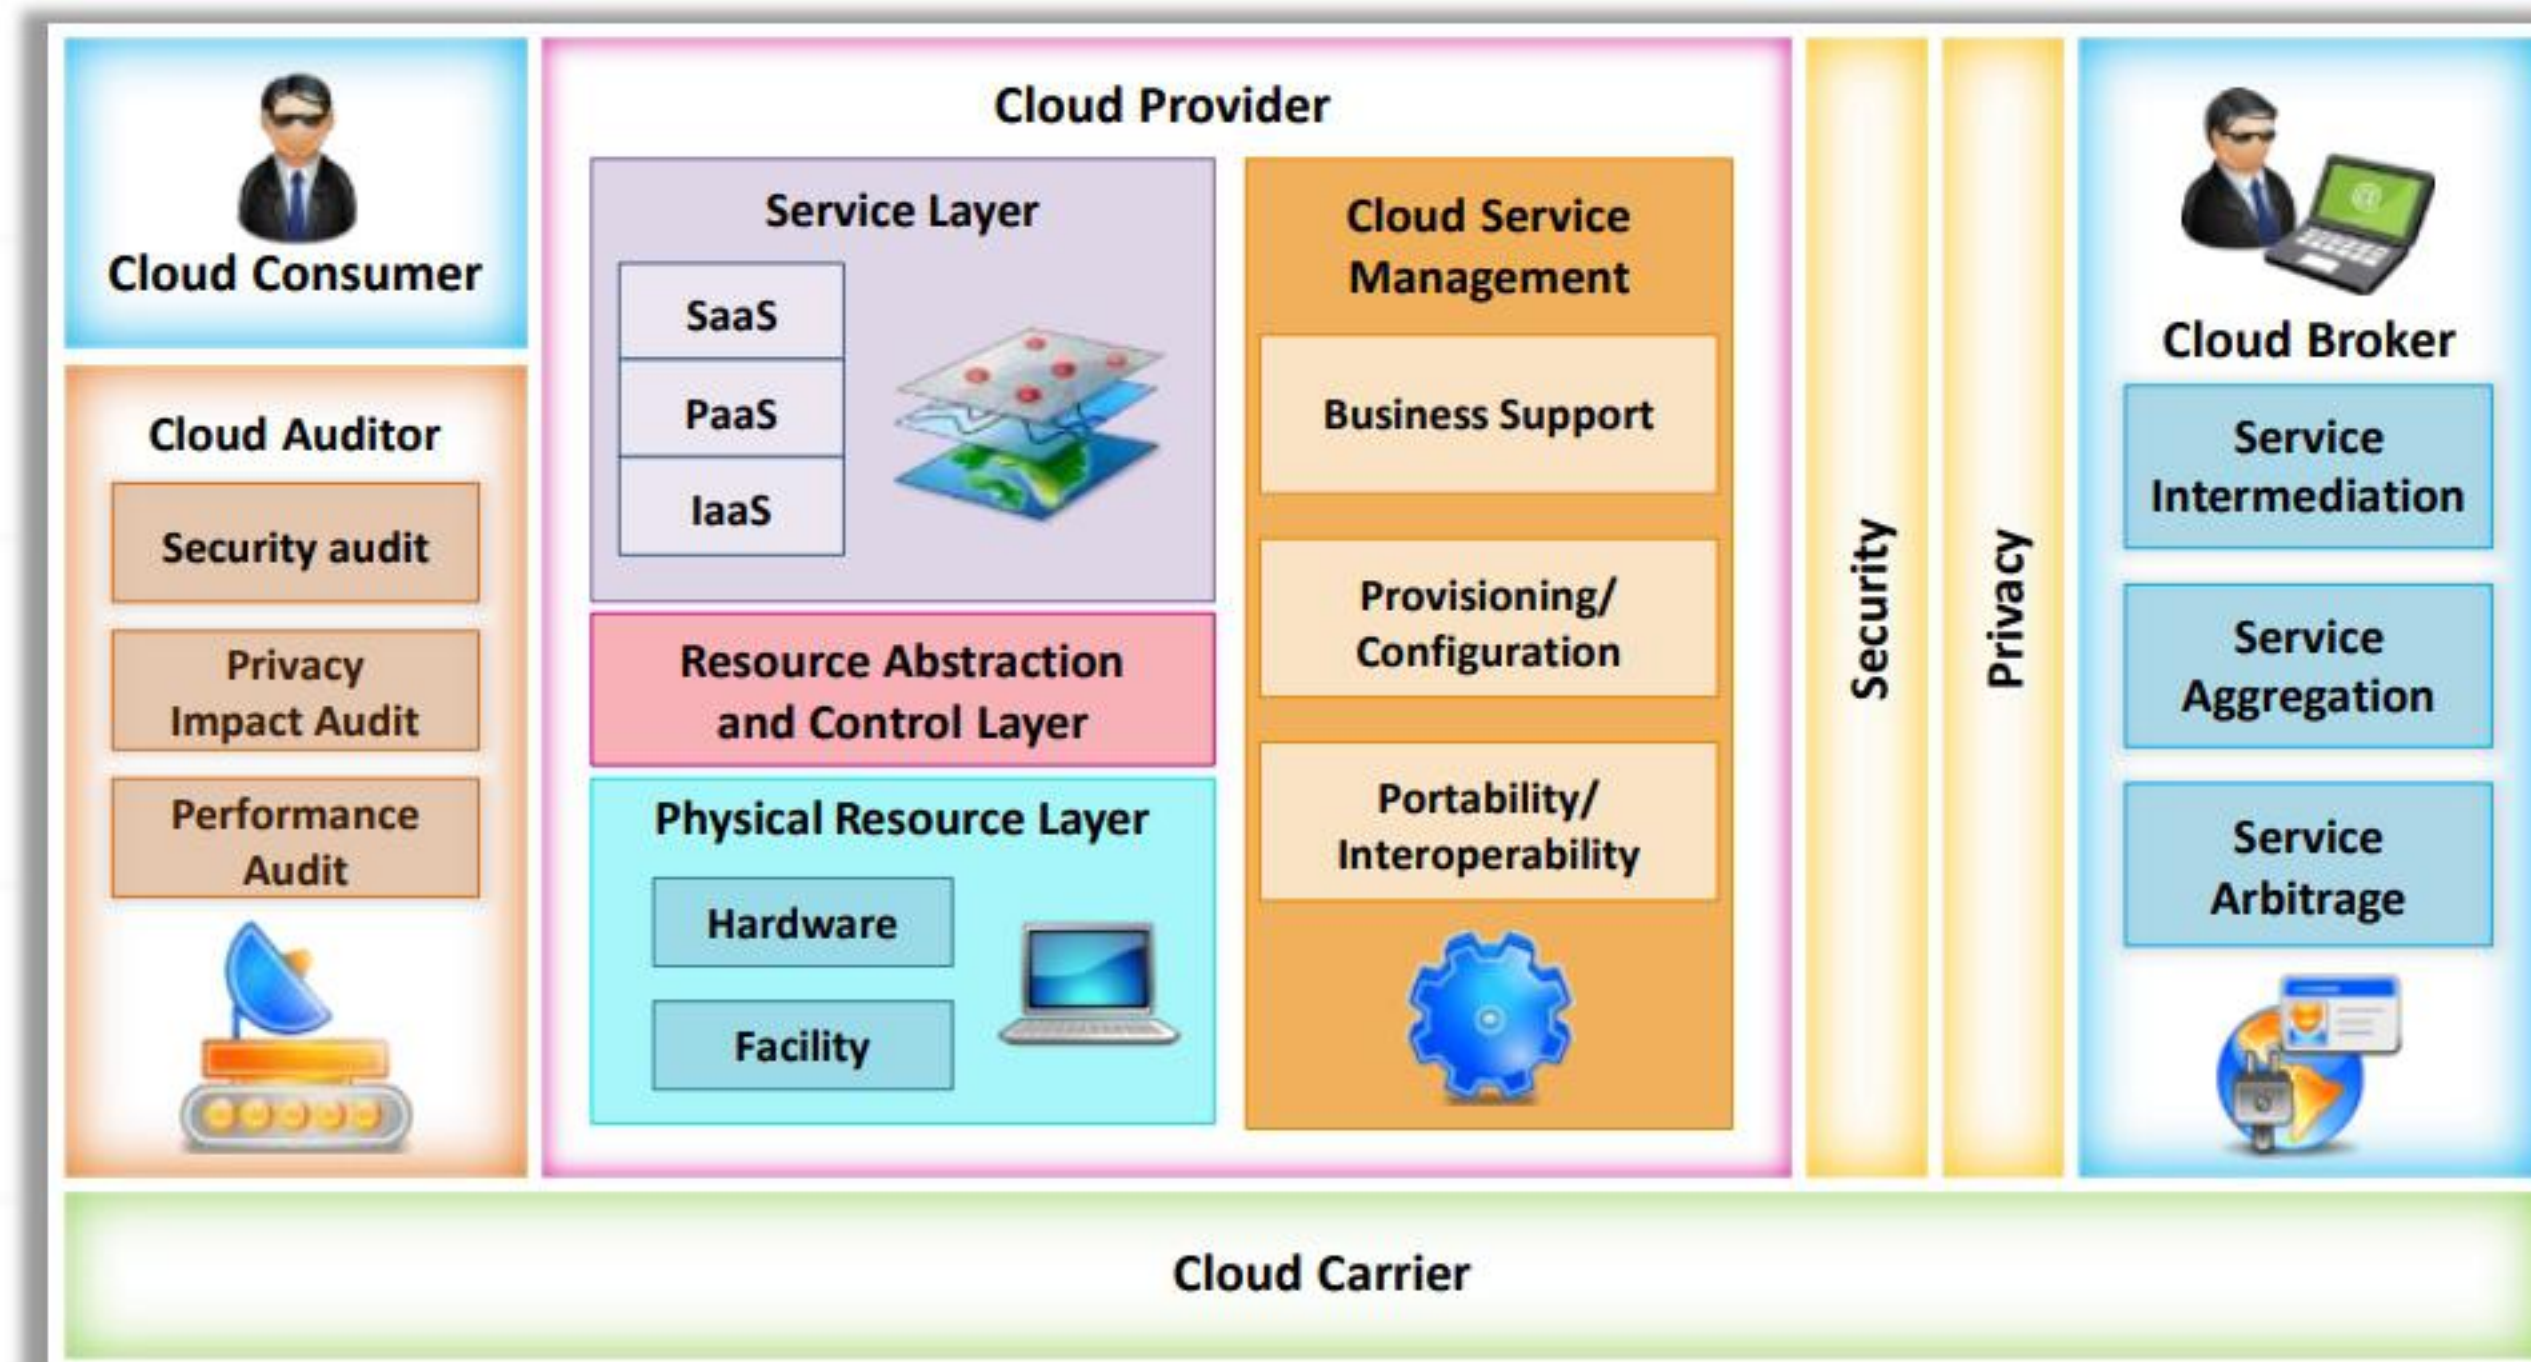 Cloud Consumer
Cloud Auditor
Security audit
Privacy
Impact Audit
Performance
Audit
Cloud Provider
Service Layer
SaaS
PaaS
IaaS
Resource Abstraction
and Control Layer
Physical Resource Layer
Hardware
Facility
Cloud Service
Management
Business Support
Provisioning/
Configuration
Portability/
Interoperability
Security
Privacy
@
Cloud Broker
Service
Intermediation
Service
Aggregation
Service
Arbitrage
Cloud Carrier